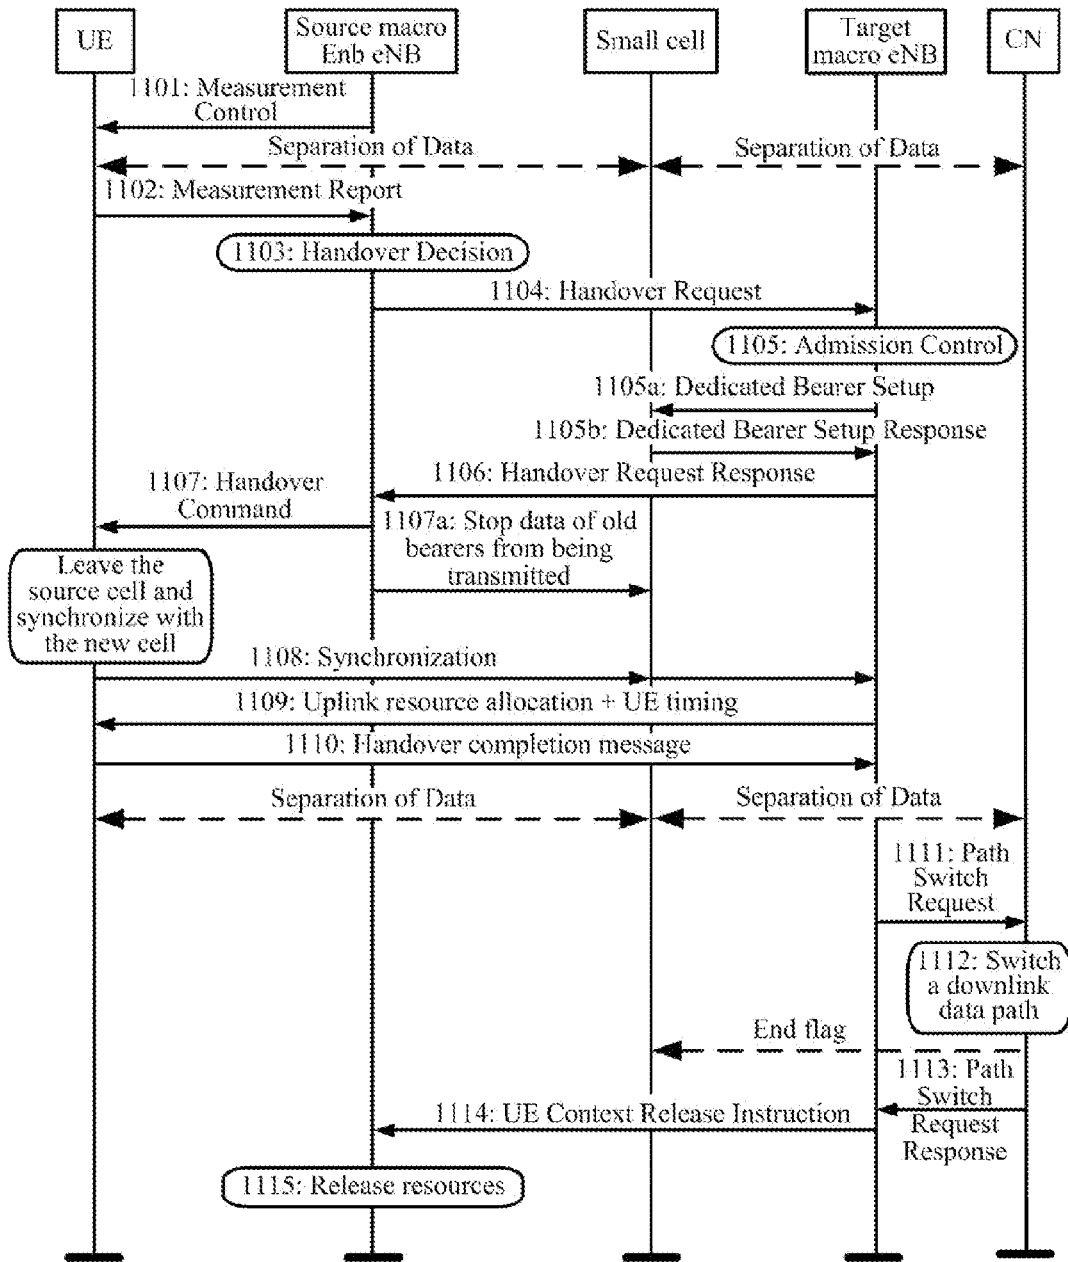 UE
Source macro
Enb eNB
Small cell
Target
macro eNB
CN
1101: Measurement
Control
Separation of Data
Separation of Data
1102: Measurement Report
1103: Handover Decision
1104: Handover Request
1105: Admission Control
1105a: Dedicated Bearer Setup
1105b: Dedicated Bearer Setup Response
1106: Handover Request Response
1107: Handover
Command
1107a: Stop data of old
bearers from being
transmitted
Leave the
source cell and
synchronize with
the new cell
1108: Synchronization
1109: Uplink resource allocation + UE timing
1110: Handover completion message
Separation of Data
Separation of Data
1111: Path
Switch
Request
1112: Switch
a downlink
data path
End flag
1113: Path
Switch
Request
Response
1114: UE Context Release Instruction
1115: Release resources